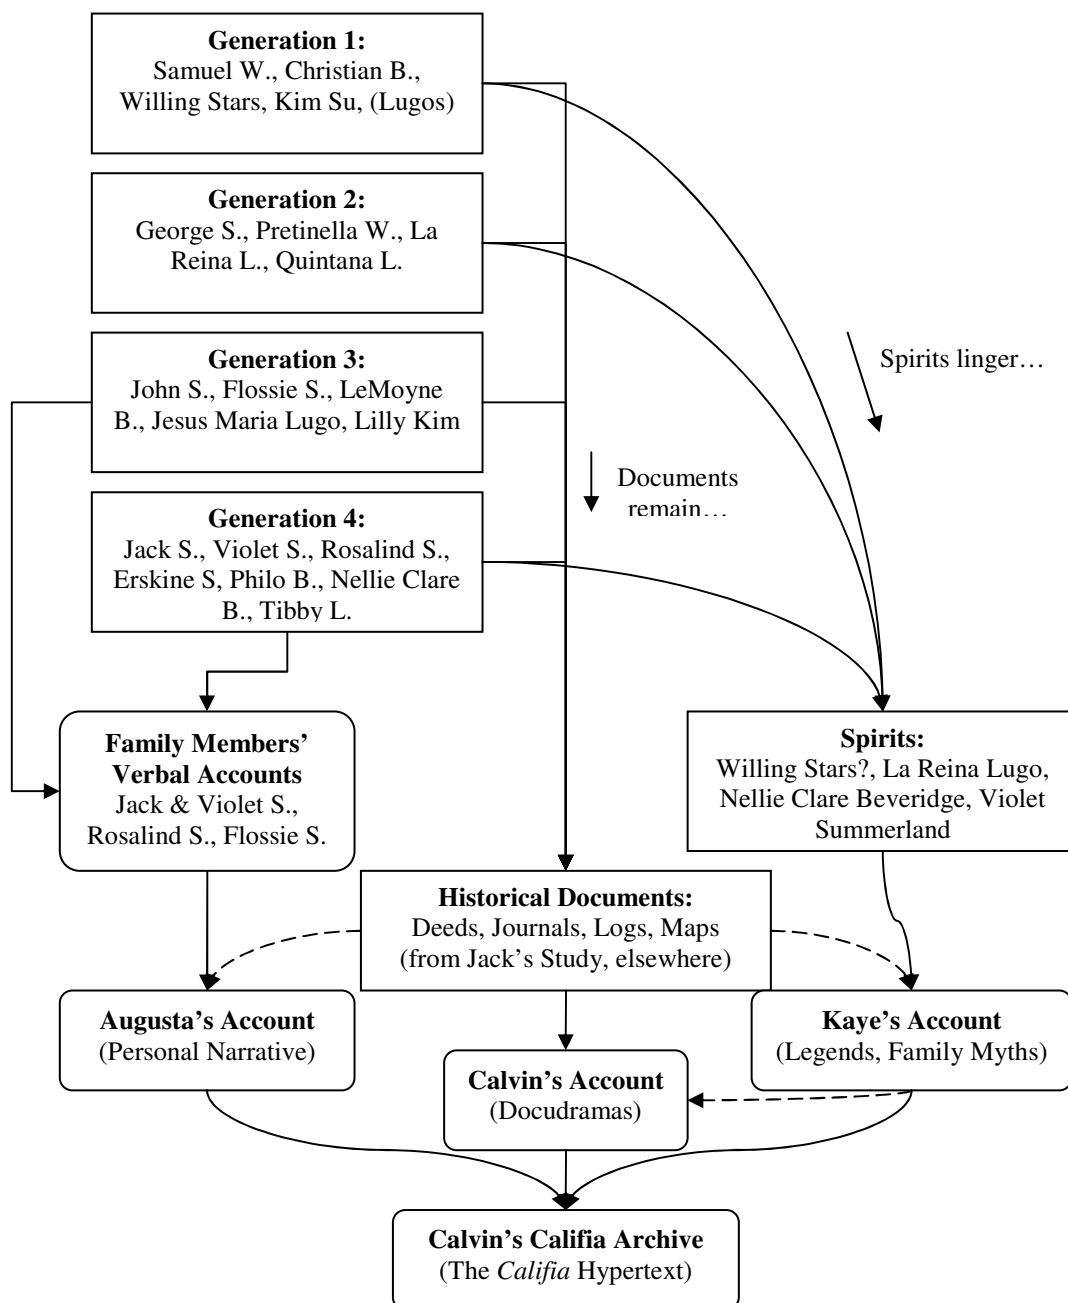 Generation 1:
Samuel W., Christian B.,
Willing Stars, Kim Su, (Lugos)
Generation 2:
George S., Pretinella W., La
Reina L., Quintana L.
Generation 3:
John S., Flossie S., LeMoyne
B., Jesus Maria Lugo, Lilly Kim
Spirits linger…
Documents
remain…
Generation 4:
Jack S., Violet S., Rosalind S.,
Erskine S, Philo B., Nellie Clare
B., Tibby L.
Family Members’
Verbal Accounts
Jack & Violet S.,
Rosalind S., Flossie S.
Spirits:
Willing Stars?, La Reina Lugo,
Nellie Clare Beveridge, Violet
Summerland
Historical Documents:
Deeds, Journals, Logs, Maps
(from Jack’s Study, elsewhere)
Augusta’s Account
(Personal Narrative)
Calvin’s Account
(Docudramas)
Kaye’s Account
(Legends, Family Myths)
Calvin’s Califia Archive
(The Califia Hypertext)